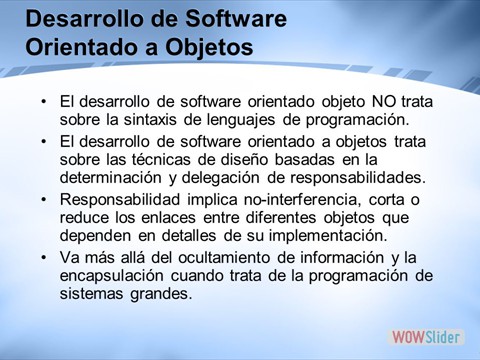 Desarrollo de Software
Orientado a Objetos
• El desarrollo de software orientado objeto NO trata
sobre la sintaxis de lenguajes de programación.
• El desarrollo de software orientado a objetos trata
sobre las técnicas de diseño basadas en la
determinación y delegación de responsabilidades.
• Responsabilidad implica no-interferencia, corta o
reduce los enlaces entre diferentes objetos que
dependen en detalles de su implementación.
• Va más allá del ocultamiento de información y la
encapsulación cuando trata de la programación de
sistemas grandes.
WOWSlider